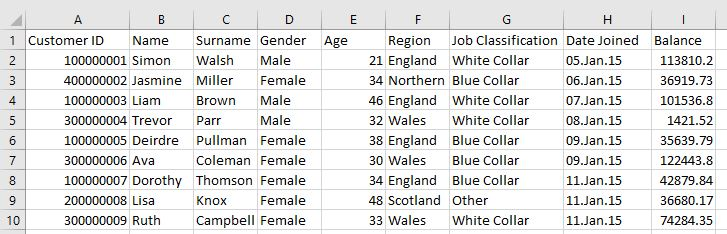 A B C D E F G H I
1 Customer ID Name Surname Gender Age Region Job Classification Date Joined Balance
2 100000001 Simon Walsh Male 21 England White Collar 05.Jan.15 113810.2
3 400000002 Jasmine Miller Female 34 Northern Blue Collar 06.Jan.15 36919.73
4 100000003 Liam Brown Male 46 England White Collar 07.Jan.15 101536.8
5 300000004 Trevor Parr Male 32 Wales White Collar 08.Jan.15 1421.52
6 100000005 Deirdre Pullman Female 38 England Blue Collar 09.Jan.15 35639.79
7 300000006 Ava Coleman Female 30 Wales Blue Collar 09.Jan.15 122443.8
8 100000007 Dorothy Thomson Female 34 England Blue Collar 11.Jan.15 42879.84
9 200000008 Lisa Knox Female 48 Scotland Other 11.Jan.15 36680.17
10 300000009 Ruth Campbell Female 33 Wales White Collar 11.Jan.15 74284.35